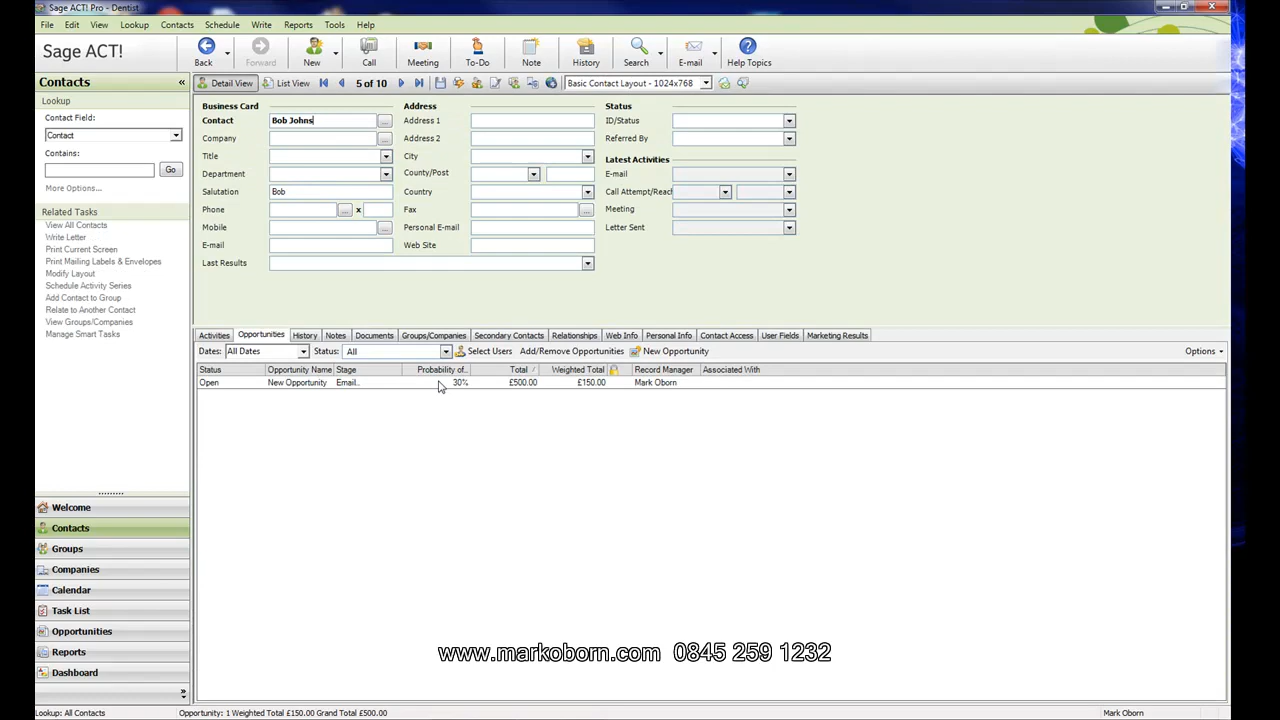 Sage ACT! Pro - Dentist
File Edit View Lookup Contacts Schedule Write Reports Tools Help
Sage ACT!
Back Forward New Call Meeting To-Do Note History Search E-mail Help Topics
Contacts «
Detail View List View 5 of 10 Basic Contact Layout - 1024x768
Lookup
Contact Field:
Contact
Contains:
Go
More Options...
Related Tasks
View All Contacts
Write Letter
Print Current Screen
Print Mailing Labels & Envelopes
Modify Layout
Schedule Activity Series
Add Contact to Group
Relate to Another Contact
View Groups/Companies
Manage Smart Tasks
Welcome
Contacts
Groups
Companies
Calendar
Task List
Opportunities
Reports
Dashboard
»
Business Card Address Status
Contact Bob Johns ... Address 1 ID/Status
Company ... Address 2 Referred By
Title City Latest Activities
Department County/Post E-mail
Salutation Bob Country Call Attempt/Reach
Phone ... x Fax ... Meeting
Mobile ... Personal E-mail Letter Sent
E-mail Web Site
Last Results
Activities Opportunities History Notes Documents Groups/Companies Secondary Contacts Relationships Web Info Personal Info Contact Access User Fields Marketing Results
Dates: All Dates Status: All Select Users Add/Remove Opportunities New Opportunity Options
Status Opportunity Name Stage Probability of.. Total Weighted Total Record Manager Associated With
Open New Opportunity Email.. 30% £500.00 £150.00 Mark Oborn
www.markoborn.com 0845 259 1232
Lookup: All Contacts Opportunity: 1 Weighted Total £150.00 Grand Total £500.00 Mark Oborn